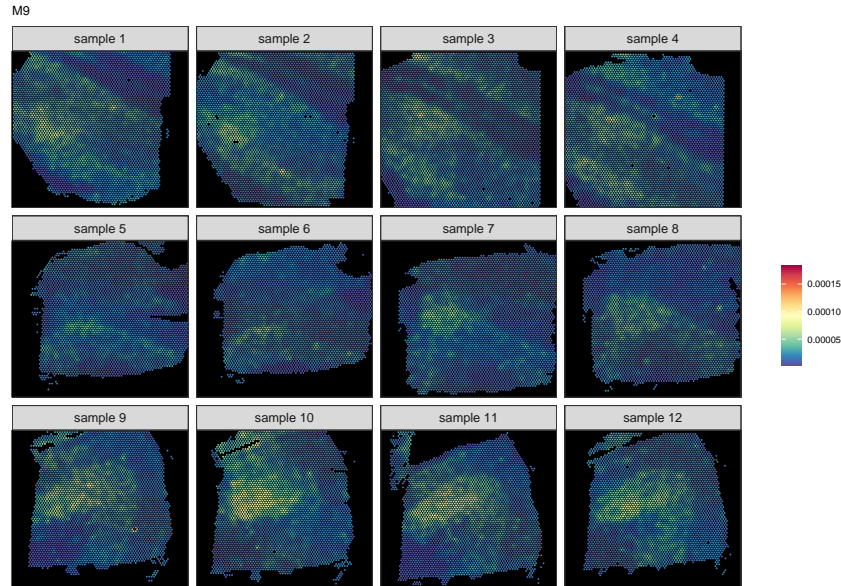 M9
sample 1
sample 2
sample 3
sample 4
sample 5
sample 6
sample 7
sample 8
0.00015
0.00010
0.00005
sample 9
sample 10
sample 11
sample 12